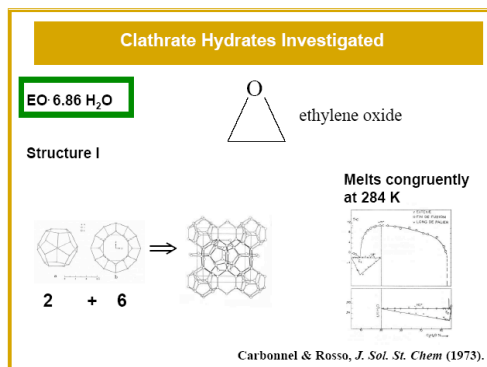 Clathrate Hydrates Investigated
EO· 6.86 H₂O
O
ethylene oxide
Structure I
Melts congruently
at 284 K
⇒
2 + 6
Carbonnel & Rosso, J. Sol. St. Chem (1973).